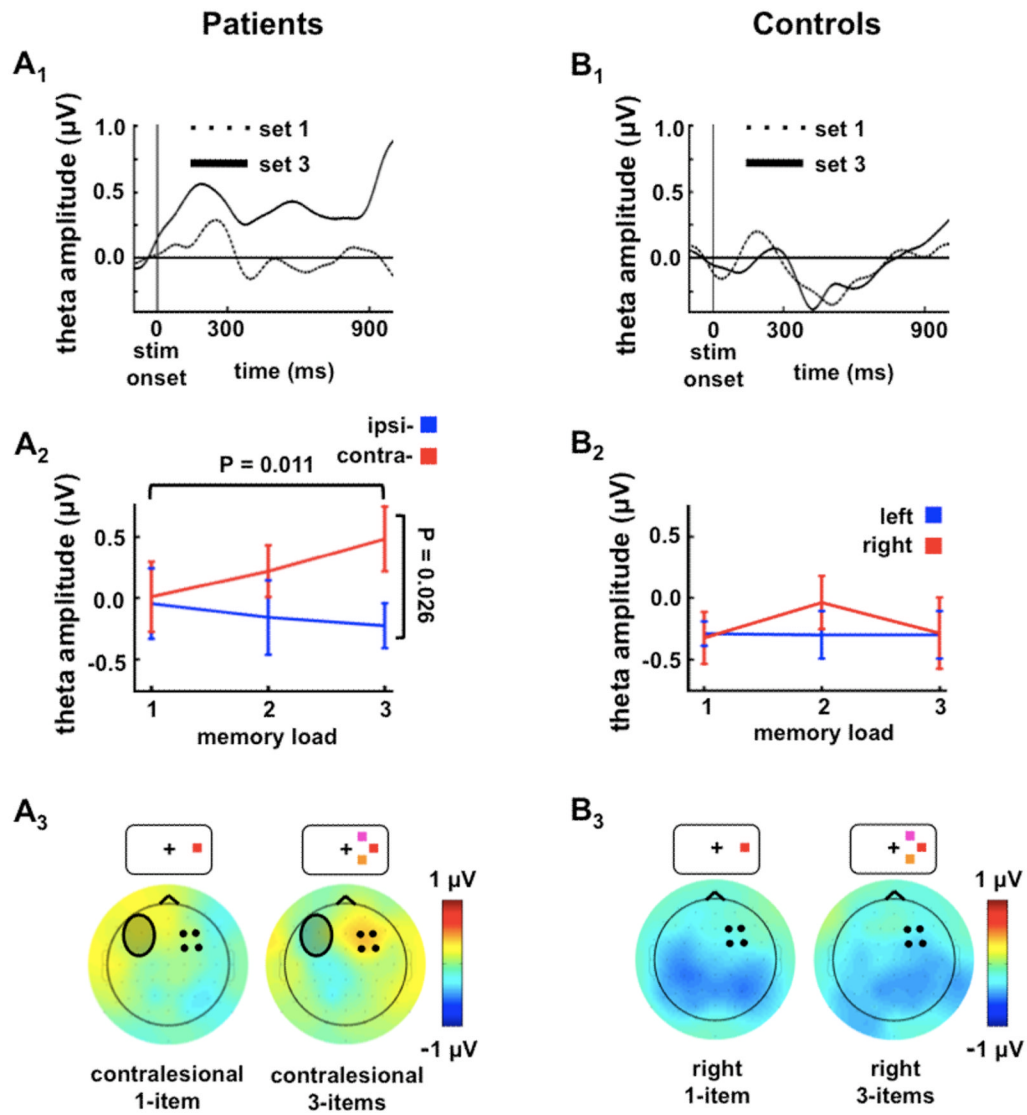 Patients
Controls
A1
theta amplitude (µV)
1.0
0.5
0.0
set 1
set 3
0
300
900
stim
onset
time (ms)
B1
theta amplitude (µV)
1.0
0.5
0.0
set 1
set 3
0
300
900
stim
onset
time (ms)
A2
ipsi-
contra-
P = 0.011
P = 0.026
theta amplitude (µV)
0.5
0.0
-0.5
1
2
3
memory load
B2
left
right
theta amplitude (µV)
0.5
0.0
-0.5
1
2
3
memory load
A3
+
+
1 µV
-1 µV
contralesional
1-item
contralesional
3-items
B3
+
+
1 µV
-1 µV
right
1-item
right
3-items